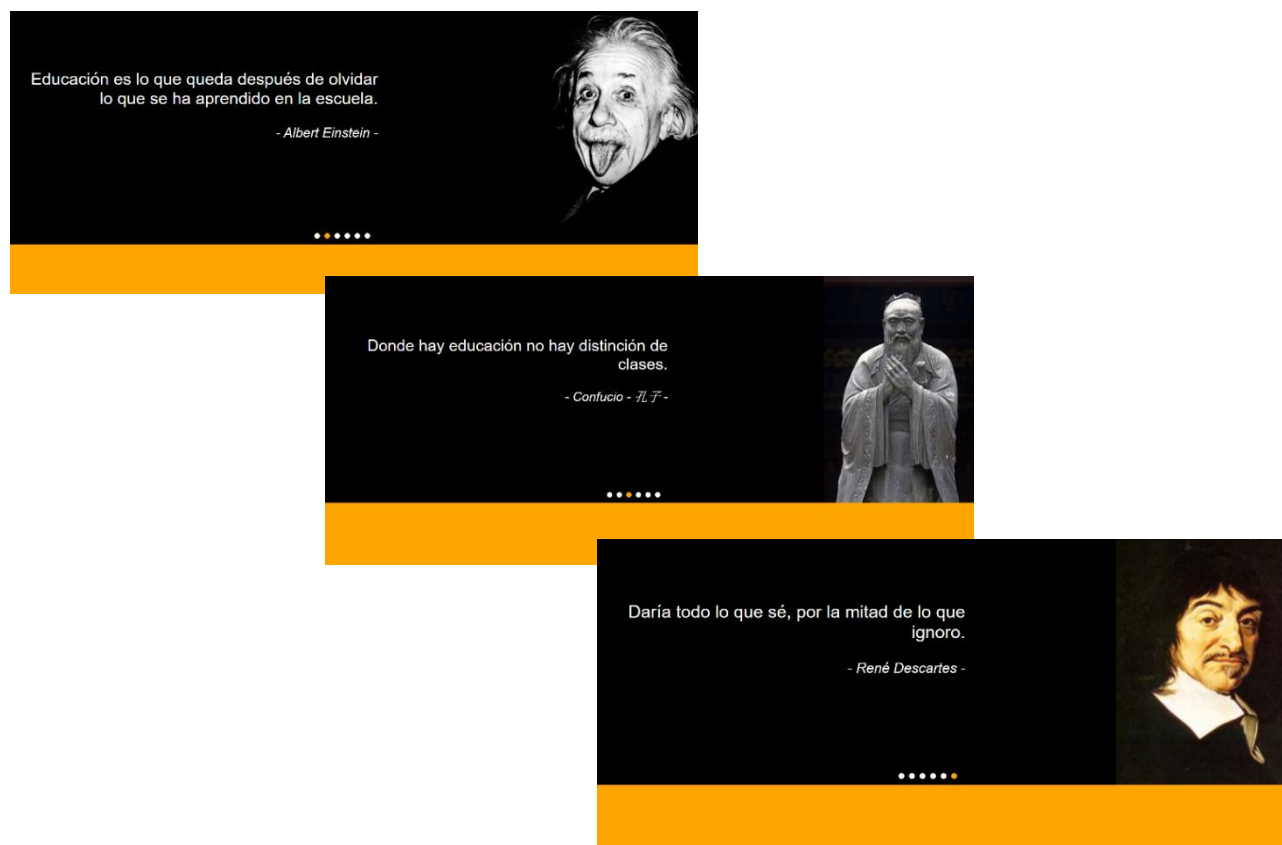 Educación es lo que queda después de olvidar
lo que se ha aprendido en la escuela.
- Albert Einstein -
Donde hay educación no hay distinción de
clases.
- Confucio - 孔子 -
Daría todo lo que sé, por la mitad de lo que
ignoro.
- René Descartes -